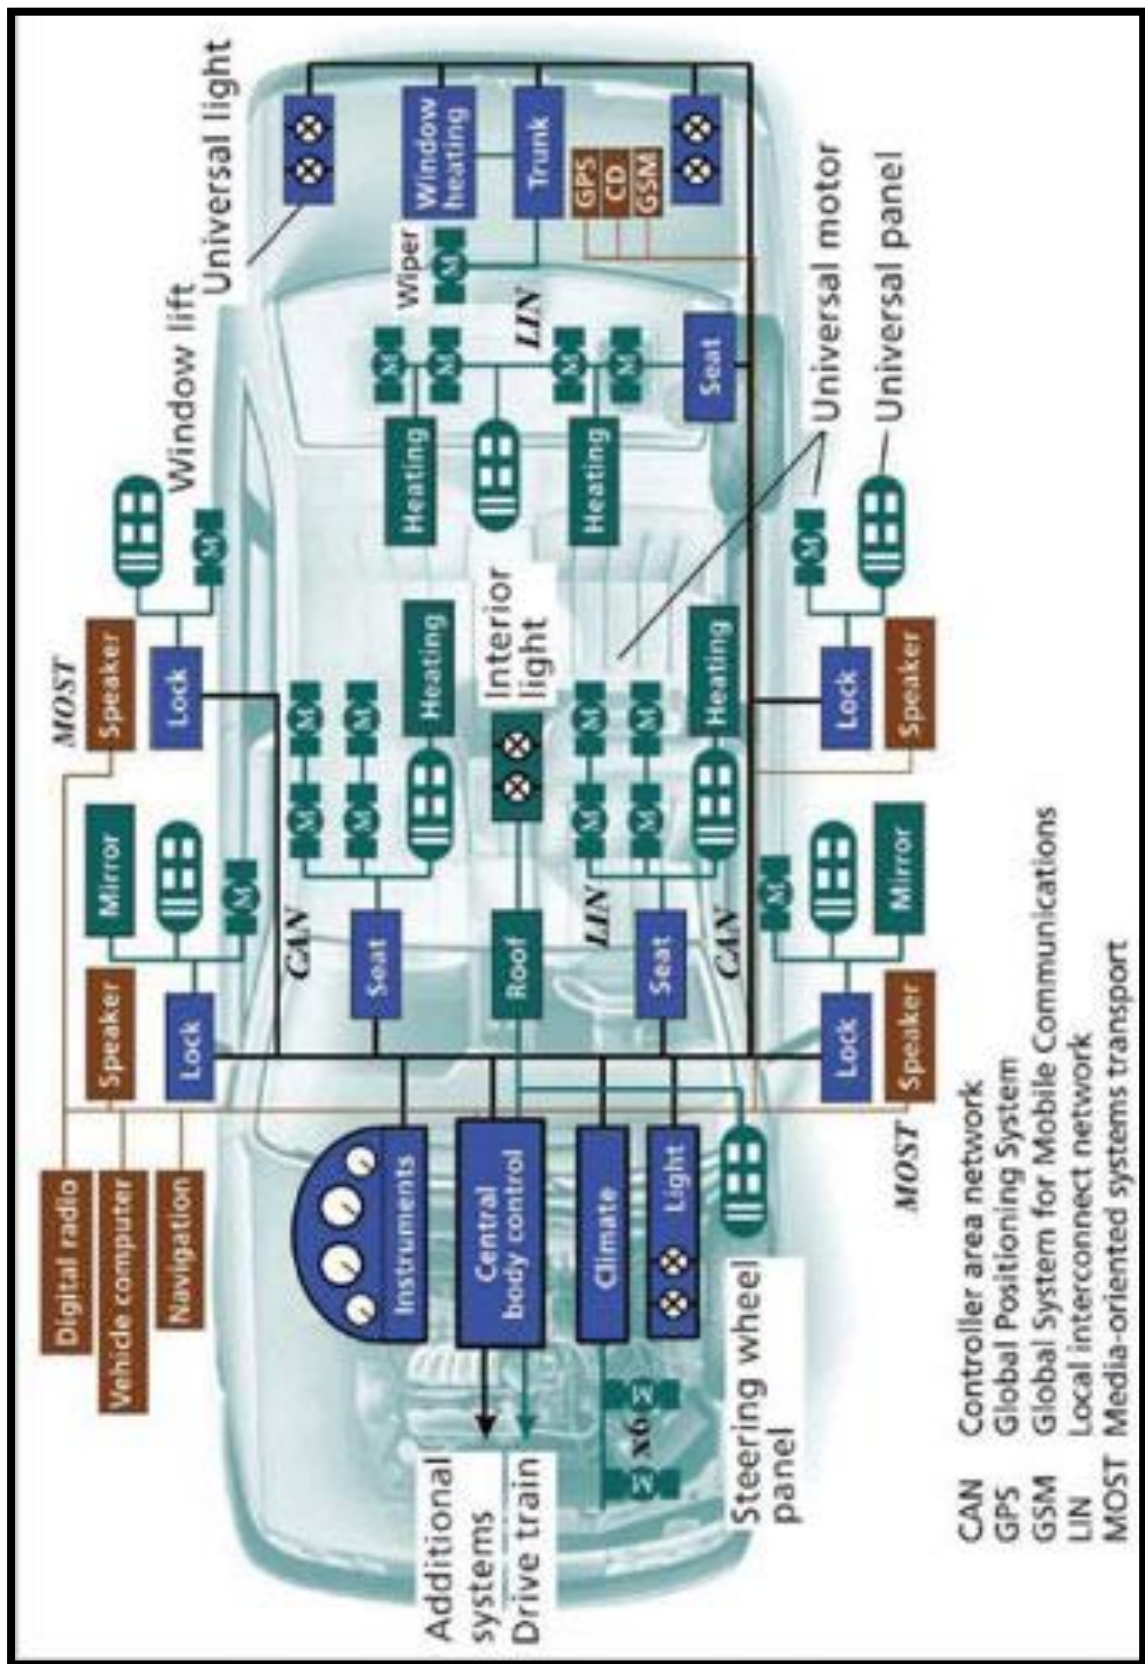 Digital radio
Vehicle computer
Navigation
Speaker
Lock
Mirror
M
MOST
Speaker
Lock
M
Window lift
Universal light
CAN
Instruments
Seat
M
M
M
M
Heating
Heating
M
M
Wiper
M
Window
heating
LIN
Additional
systems
Drive train
Central
body control
Roof
Interior
light
Trunk
Climate
x6
M
M
Light
LIN
Seat
M
M
M
M
Heating
CAN
Heating
M
M
Seat
GPS
CD
GSM
Steering wheel
panel
Lock
M
Mirror
Speaker
MOST
Lock
M
Speaker
Universal motor
Universal panel
CAN Controller area network
GPS Global Positioning System
GSM Global System for Mobile Communications
LIN Local interconnect network
MOST Media-oriented systems transport